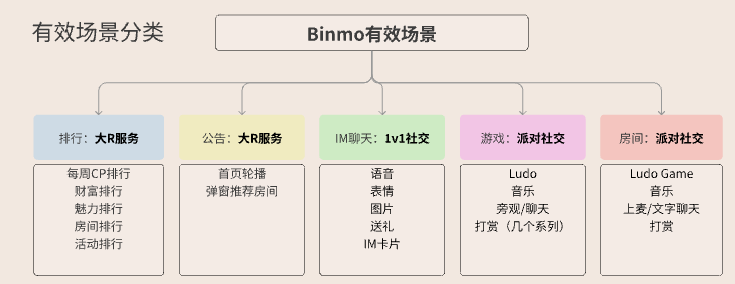 有效场景分类
Binmo有效场景
排行：大R服务
公告：大R服务
IM聊天：1v1社交
游戏：派对社交
房间：派对社交
每周CP排行
财富排行
魅力排行
房间排行
活动排行
首页轮播
弹窗推荐房间
语音
表情
图片
送礼
IM卡片
Ludo
音乐
旁观/聊天
打赏（几个系列）
Ludo Game
音乐
上麦/文字聊天
打赏